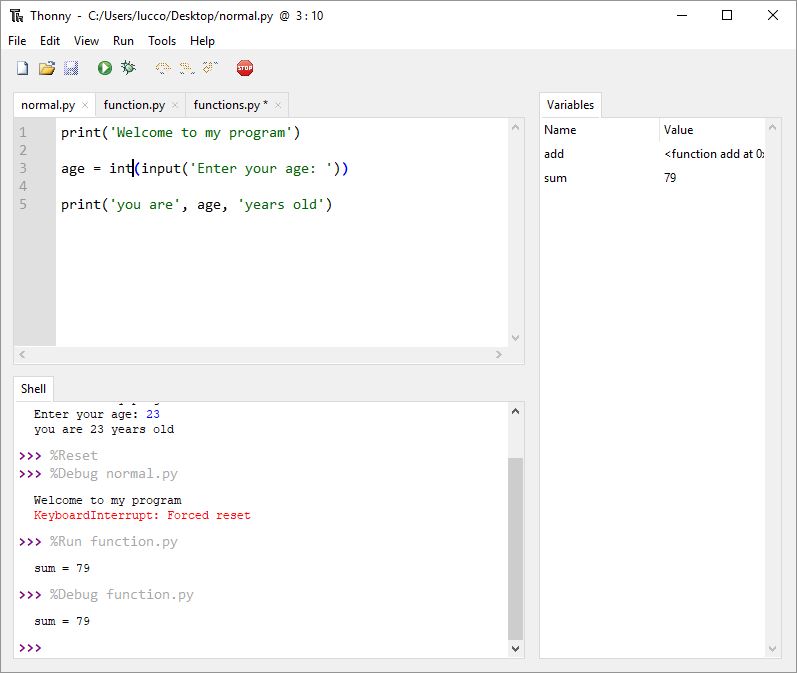 Thonny - C:/Users/lucco/Desktop/normal.py @ 3:10
File Edit View Run Tools Help
STOP
normal.py × function.py × functions.py * ×
1 print('Welcome to my program')
2
3 age = int(input('Enter your age: '))
4
5 print('you are', age, 'years old')
Shell
Enter your age: 23
you are 23 years old
>>> %Reset
>>> %Debug normal.py
Welcome to my program
KeyboardInterrupt: Forced reset
>>> %Run function.py
sum = 79
>>> %Debug function.py
sum = 79
>>>
Variables
Name Value
add <function add at 0x
sum 79